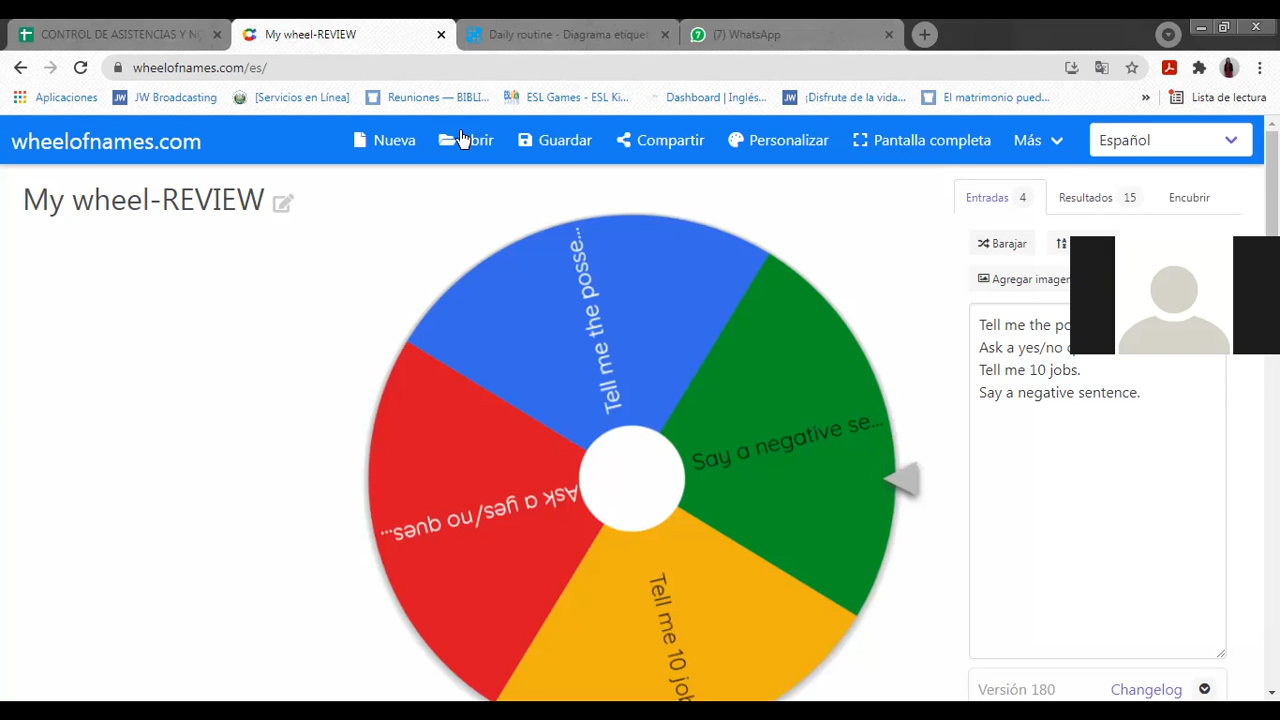 CONTROL DE ASISTENCIAS Y
My wheel-REVIEW
Daily routine - Diagrama etique
(7) WhatsApp
wheelofnames.com/es/
Aplicaciones
JW Broadcasting
[Servicios en Línea]
Reuniones — BIBLI...
ESL Games - ESL Ki...
Dashboard | Inglés...
¡Disfrute de la vida...
El matrimonio pued...
Lista de lectura
wheelofnames.com
Nueva
Guardar
Compartir
Personalizar
Pantalla completa
Más
Español
My wheel-REVIEW
Entradas 4
Resultados 15
Encubrir
Barajar
Agregar imagen
Tell me the
Ask a yes/no
Tell me 10 jobs.
Say a negative sentence.
Tell me the posse...
Say a negative se...
Ask a yes/no ques...
Tell me 10 job
Versión 180
Changelog